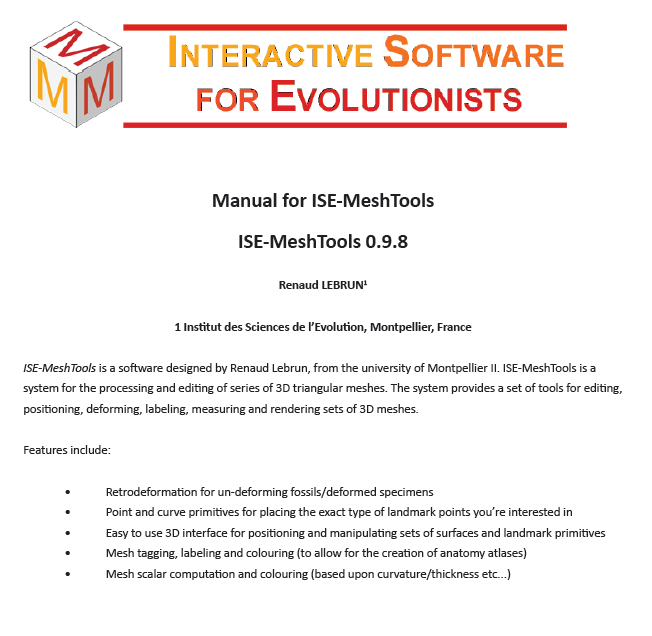 M
M
M
INTERACTIVE SOFTWARE
FOR EVOLUTIONISTS
Manual for ISE-MeshTools
ISE-MeshTools 0.9.8
Renaud LEBRUN¹
1 Institut des Sciences de l’Evolution, Montpellier, France
ISE-MeshTools is a software designed by Renaud Lebrun, from the university of Montpellier II. ISE-MeshTools is a
system for the processing and editing of series of 3D triangular meshes. The system provides a set of tools for editing,
positioning, deforming, labeling, measuring and rendering sets of 3D meshes.
Features include:
• Retrodeformation for un-deforming fossils/deformed specimens
• Point and curve primitives for placing the exact type of landmark points you’re interested in
• Easy to use 3D interface for positioning and manipulating sets of surfaces and landmark primitives
• Mesh tagging, labeling and colouring (to allow for the creation of anatomy atlases)
• Mesh scalar computation and colouring (based upon curvature/thickness etc...)